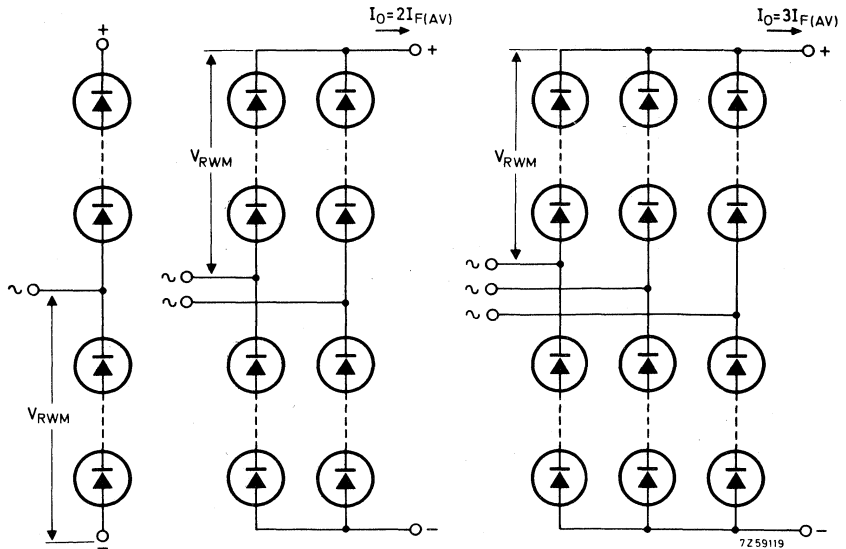 I₀=2I_F(AV)
I₀=3I_F(AV)
+
+
+
V_RWM
V_RWM
∿
∿
∿
∿
∿
∿
V_RWM
−
−
−
7Z59119